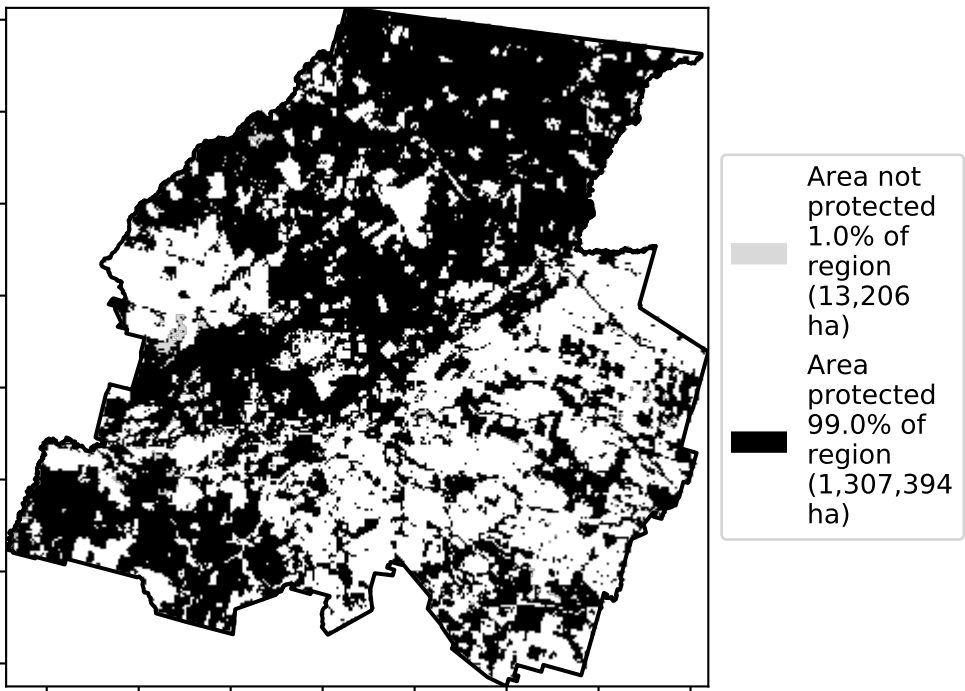 Area not
protected
1.0% of
region
(13,206
ha)
Area
protected
99.0% of
region
(1,307,394
ha)